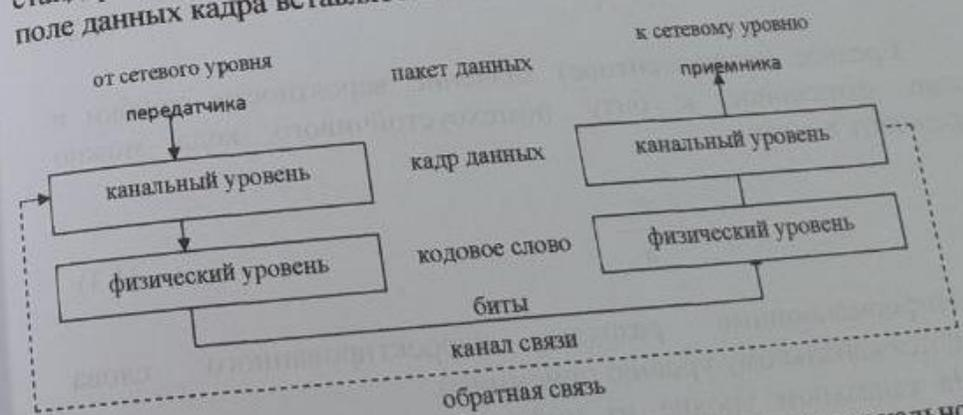 поле данных кадра
от сетевого уровня
передатчика
пакет данных
к сетевому уровню
приемника
канальный уровень
кадр данных
канальный уровень
физический уровень
кодовое слово
физический уровень
биты
канал связи
обратная связь